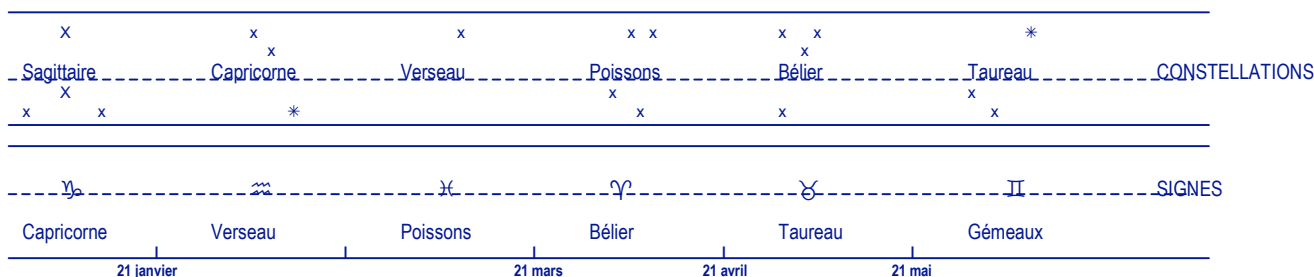 X x x x x x x ✳
x x
Sagittaire Capricorne Verseau Poissons Bélier Taureau CONSTELLATIONS
X x x
x x ✳ x x x
♑ ♒ ♓ ♈ ♉ ♊ SIGNES
Capricorne Verseau Poissons Bélier Taureau Gémeaux
21 janvier 21 mars 21 avril 21 mai